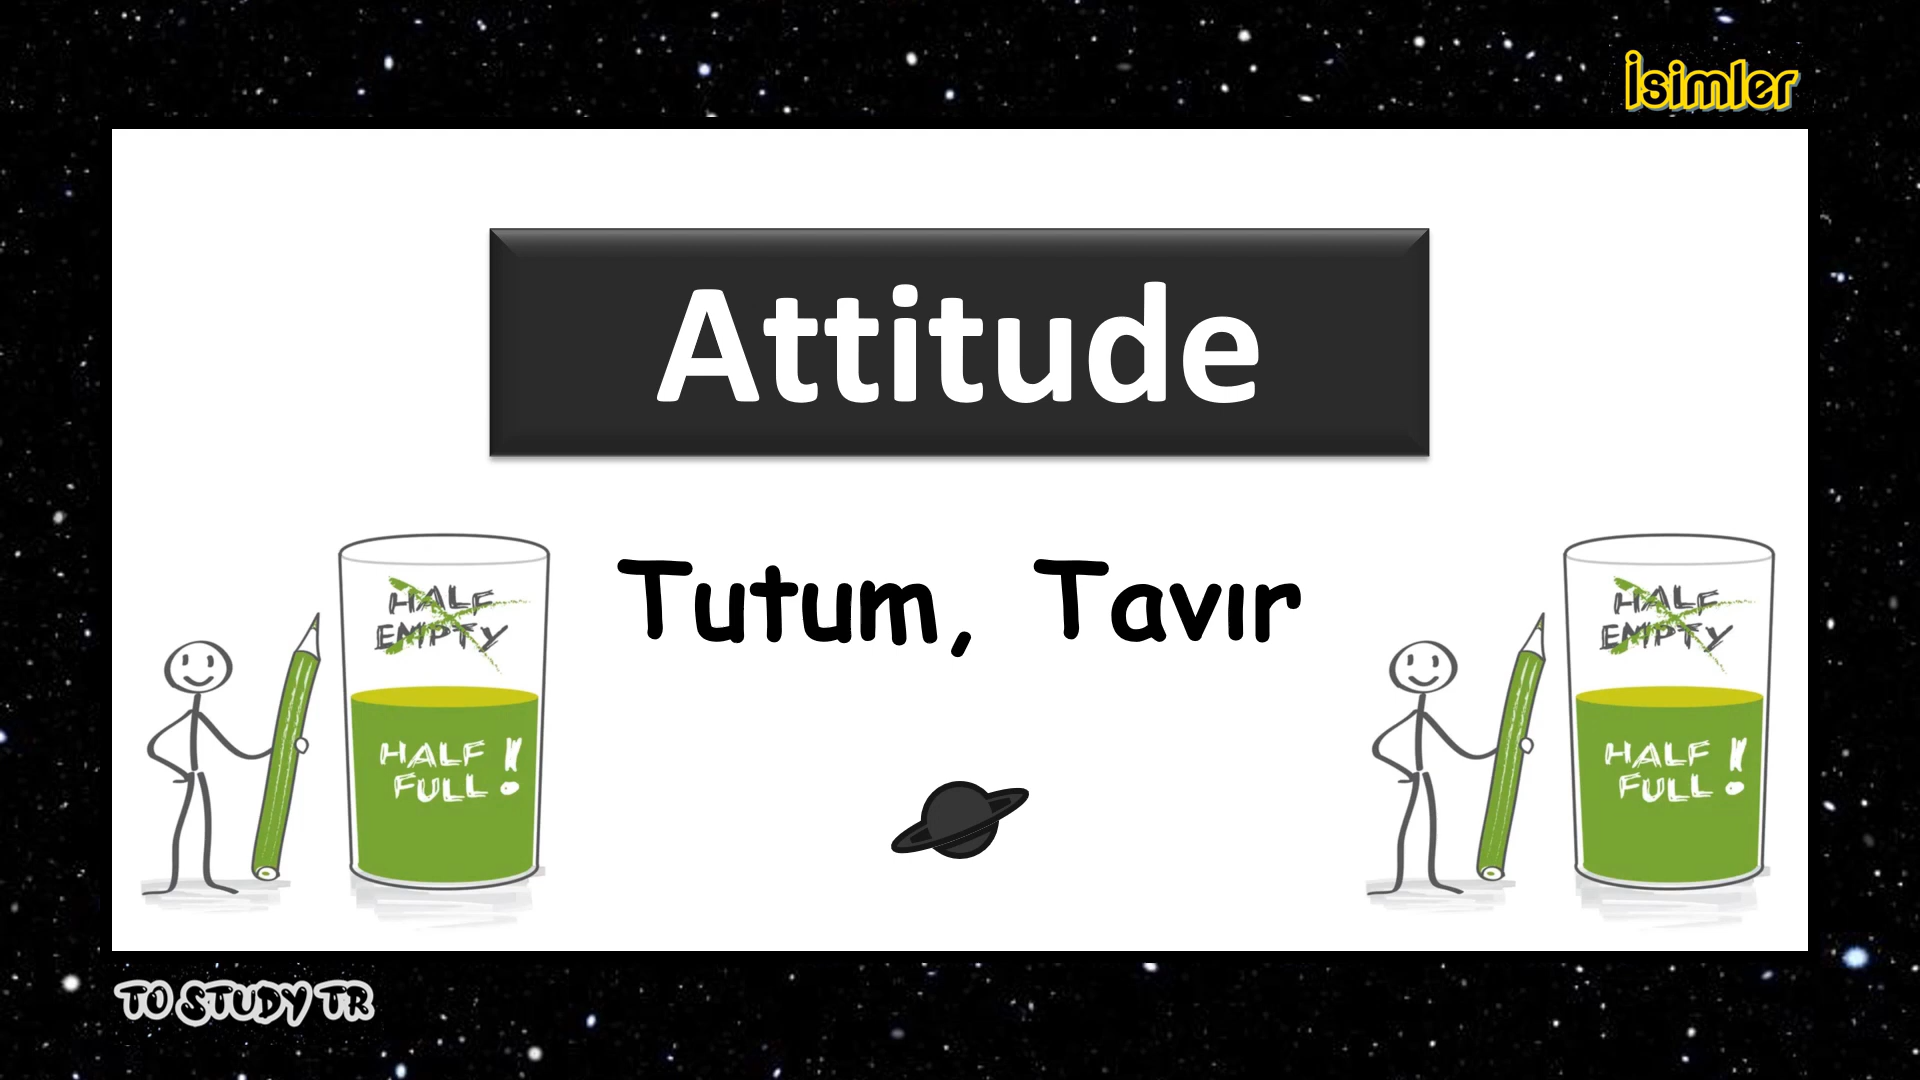 İsimler
Attitude
Tutum, Tavır
HALF
EMPTY
HALF
FULL !
HALF
EMPTY
HALF
FULL !
TO STUDY TR